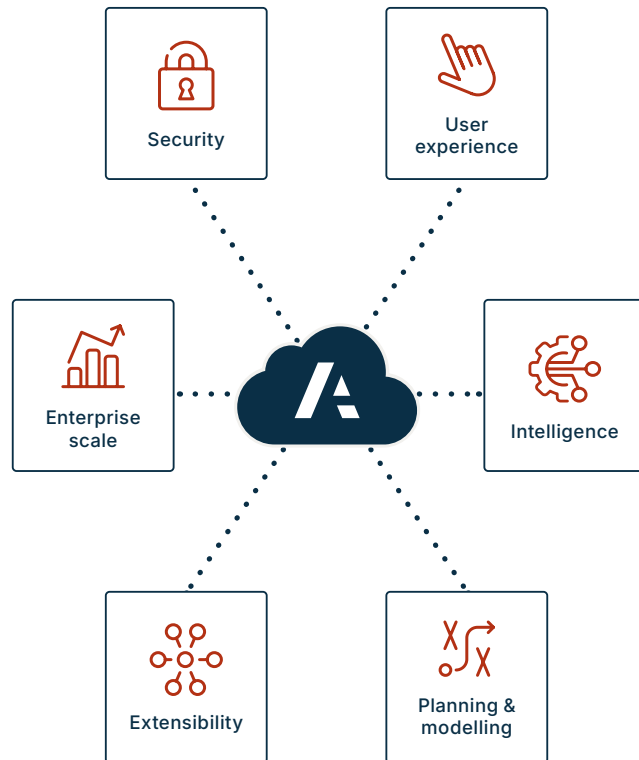 Security
User
experience
Enterprise
scale
Intelligence
Extensibility
Planning &
modelling